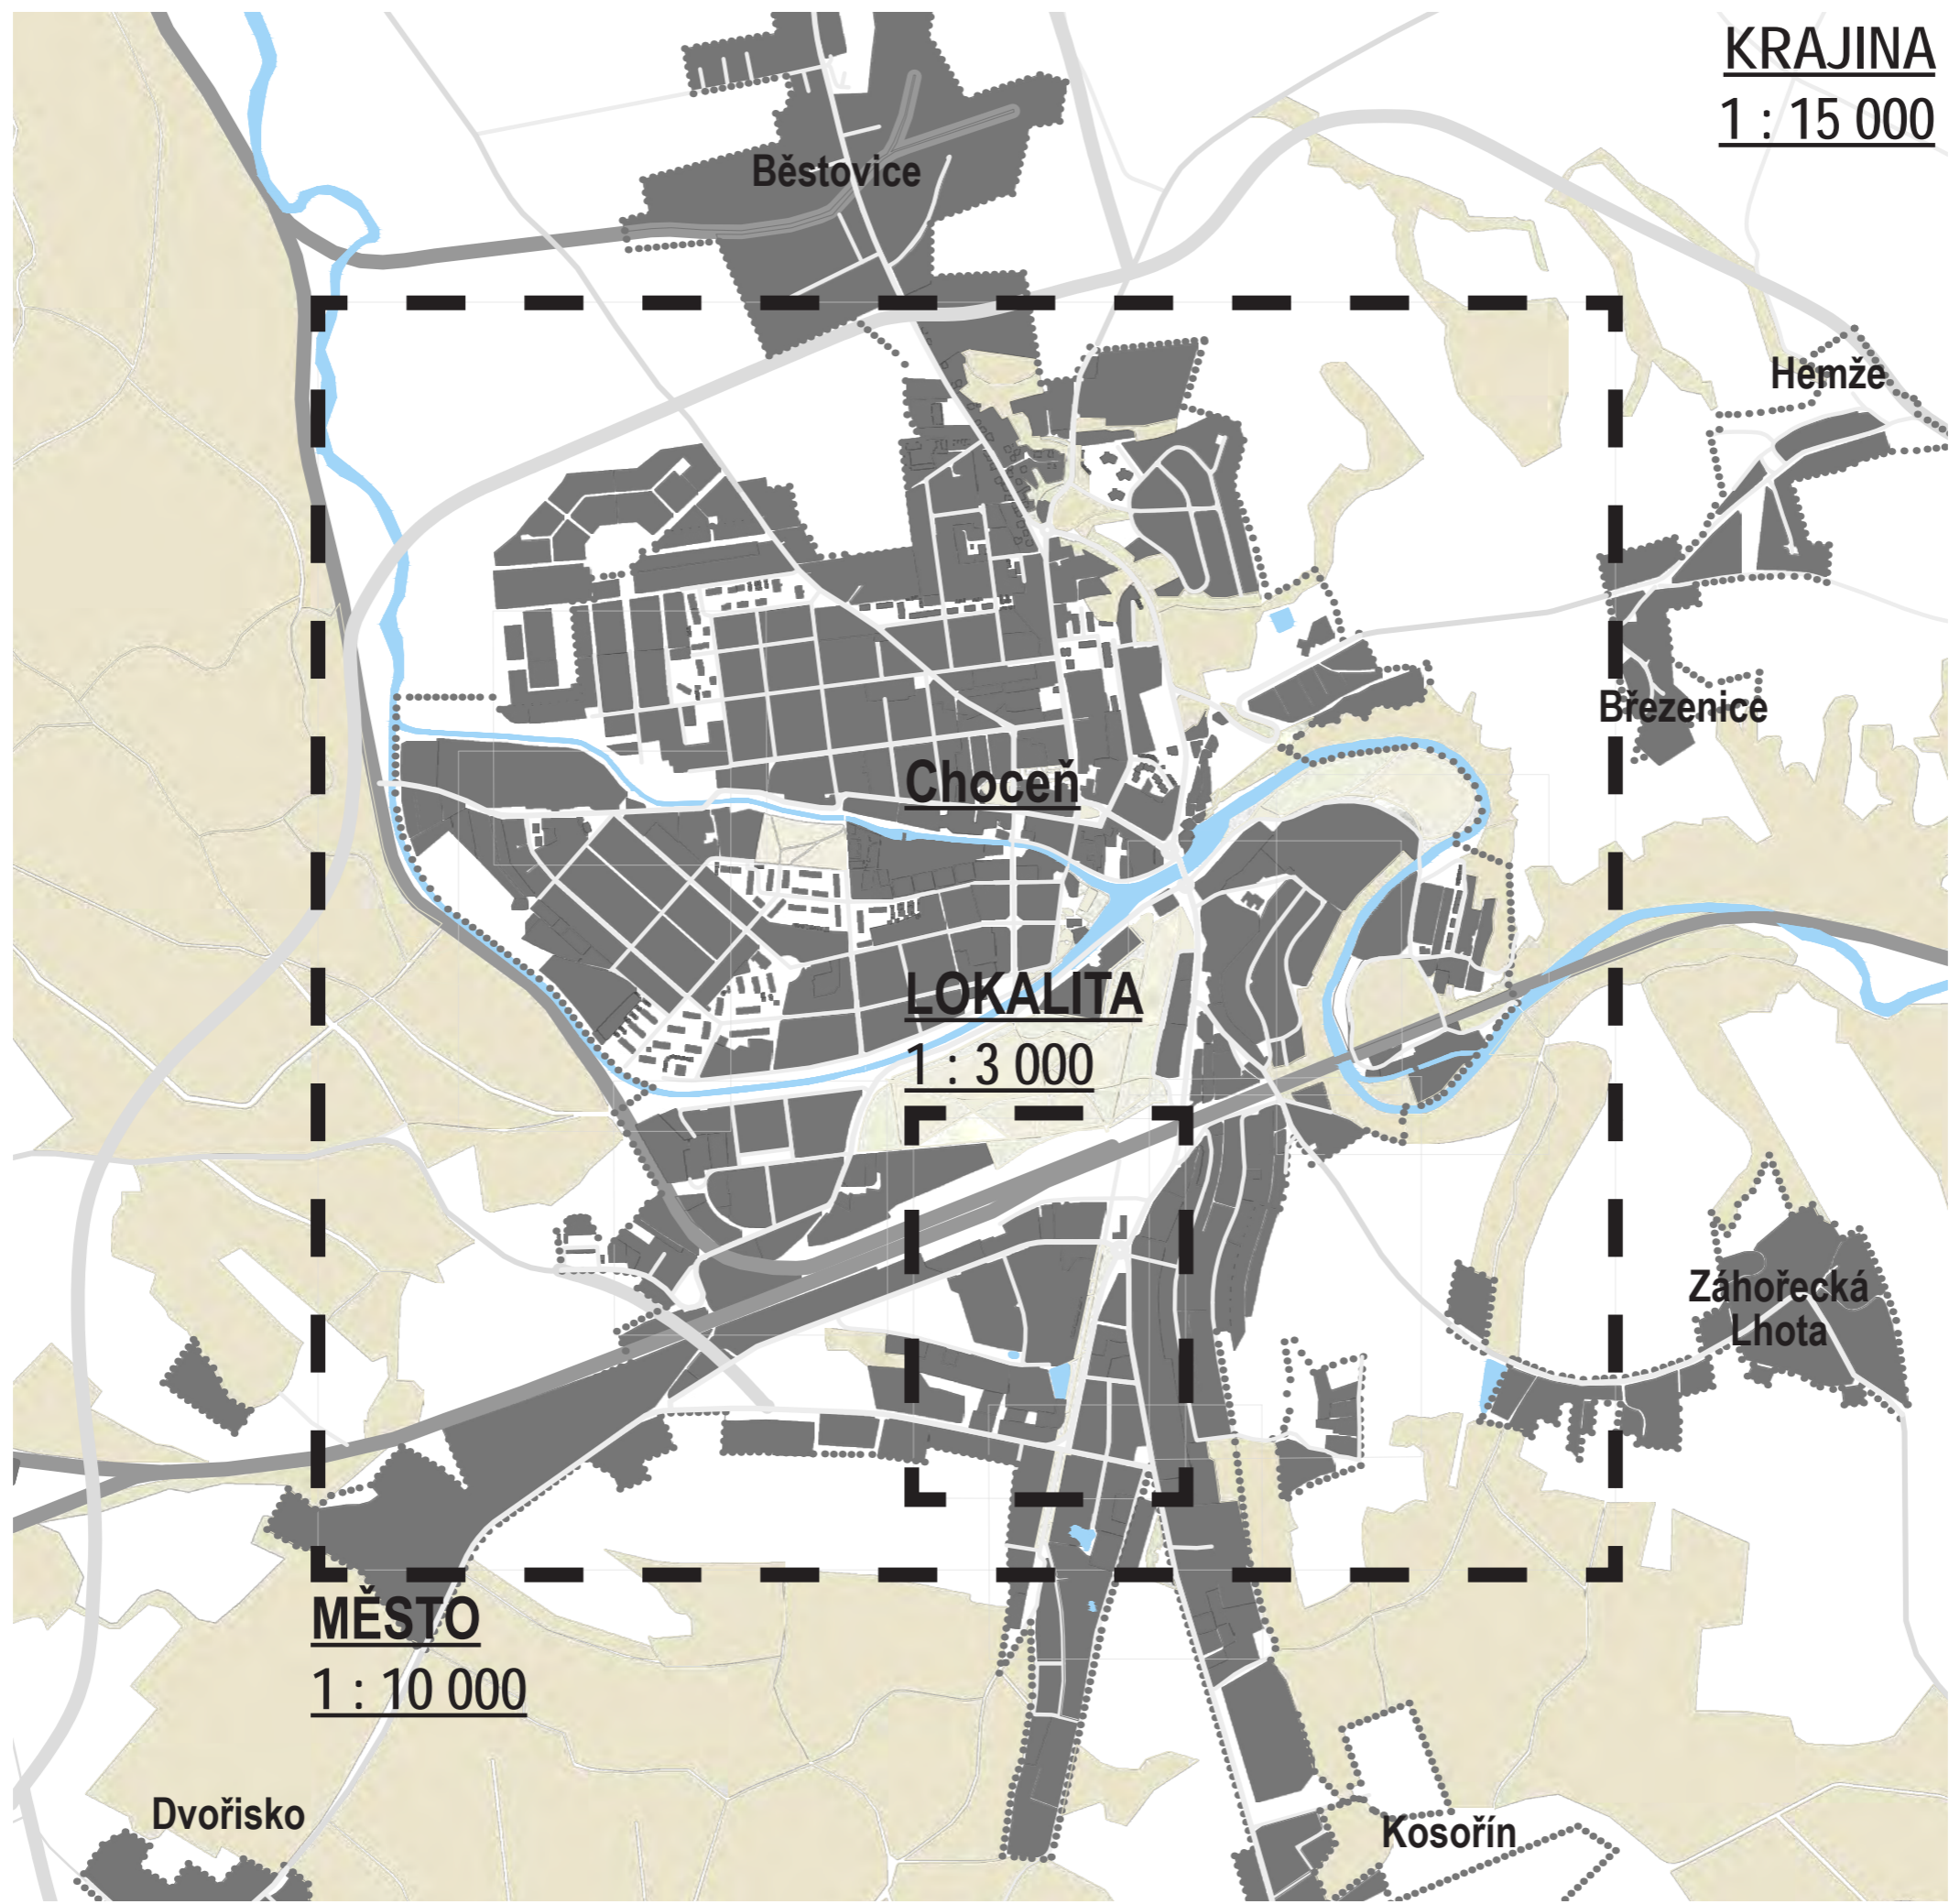 KRAJINA
1 : 15 000
Běstovice
Hemže
Březenice
Choceň
LOKALITA
1 : 3 000
Záhořecká
Lhota
MĚSTO
1 : 10 000
Dvořisko
Kosořín